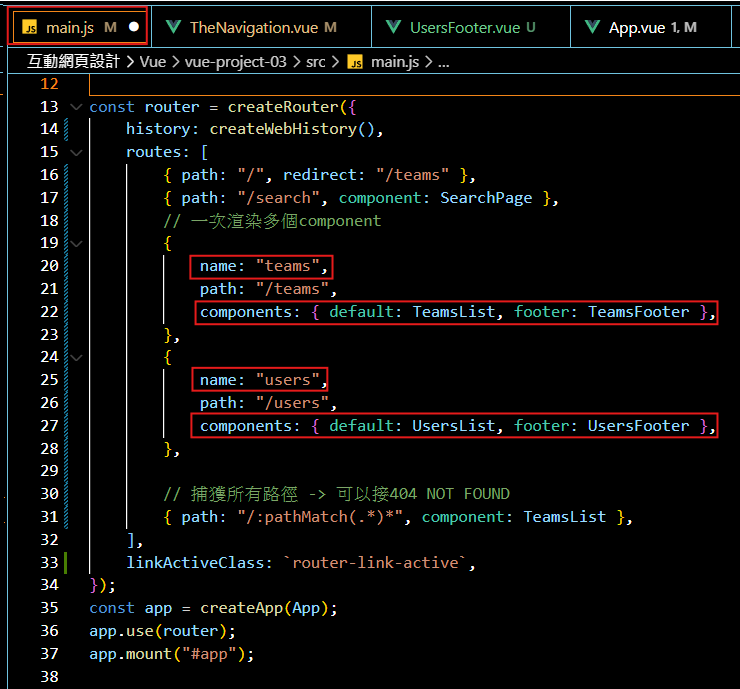 JS main.js M ● TheNavigation.vue M UsersFooter.vue U App.vue 1, M
互動網頁設計 > Vue > vue-project-03 > src > JS main.js > ...
12
13 const router = createRouter({
14 history: createWebHistory(),
15 routes: [
16 { path: "/", redirect: "/teams" },
17 { path: "/search", component: SearchPage },
18 // 一次渲染多個component
19 {
20 name: "teams",
21 path: "/teams",
22 components: { default: TeamsList, footer: TeamsFooter },
23 },
24 {
25 name: "users",
26 path: "/users",
27 components: { default: UsersList, footer: UsersFooter },
28 },
29
30 // 捕獲所有路徑 -> 可以接404 NOT FOUND
31 { path: "/:pathMatch(.*)*", component: TeamsList },
32 ],
33 linkActiveClass: `router-link-active`,
34 });
35 const app = createApp(App);
36 app.use(router);
37 app.mount("#app");
38